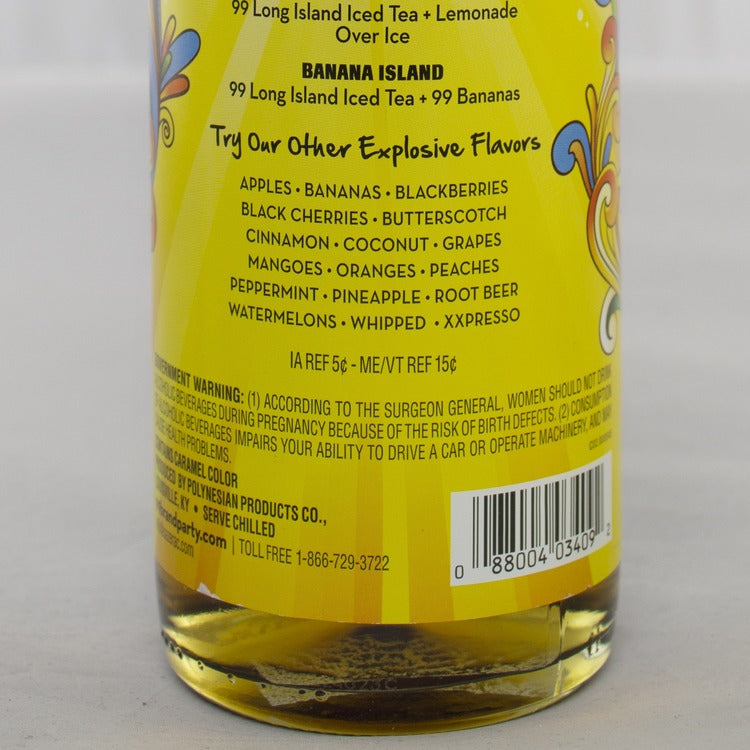 99 Long Island Iced Tea + Lemonade
Over Ice
BANANA ISLAND
99 Long Island Iced Tea + 99 Bananas
Try Our Other Explosive Flavors
APPLES • BANANAS • BLACKBERRIES
BLACK CHERRIES • BUTTERSCOTCH
CINNAMON • COCONUT • GRAPES
MANGOES • ORANGES • PEACHES
PEPPERMINT • PINEAPPLE • ROOT BEER
WATERMELONS • WHIPPED • XXPRESSO
IA REF 5¢ - ME/VT REF 15¢
WARNING: (1) ACCORDING TO THE SURGEON GENERAL, WOMEN SHOULD NOT DRINK
BEVERAGES DURING PREGNANCY BECAUSE OF THE RISK OF BIRTH DEFECTS. (2) CONSUMPTION
BEVERAGES IMPAIRS YOUR ABILITY TO DRIVE A CAR OR OPERATE MACHINERY, AND MAY
HEALTH PROBLEMS.
CARAMEL COLOR
BY POLYNESIAN PRODUCTS CO.,
KY • SERVE CHILLED
TOLL FREE 1-866-729-3722
0 88004 03409 2